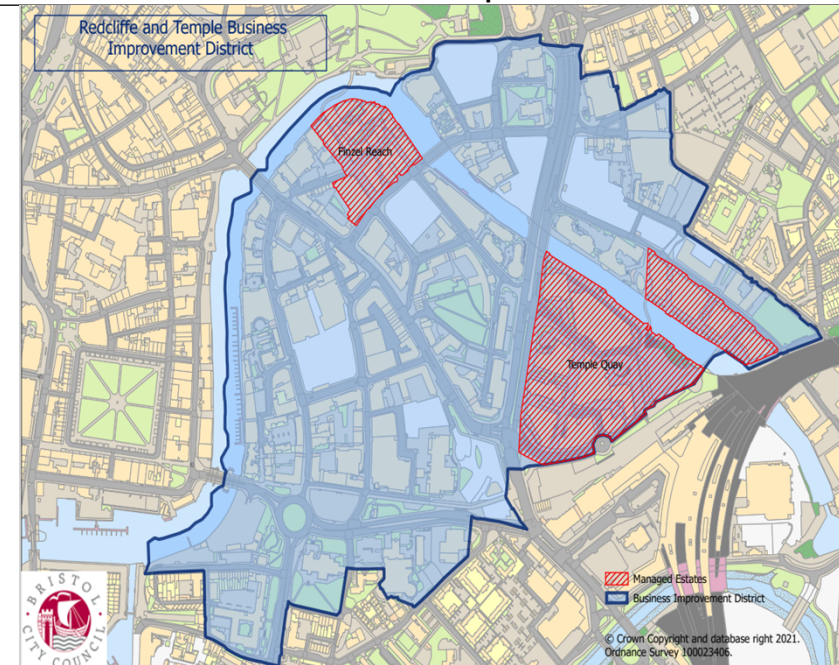 Redcliffe and Temple Business
Improvement District
Finzel Reach
Temple Quay
Managed Estates
Business Improvement District
© Crown Copyright and database right 2021.
Ordnance Survey 100023406.
BRISTOL
CITY COUNCIL